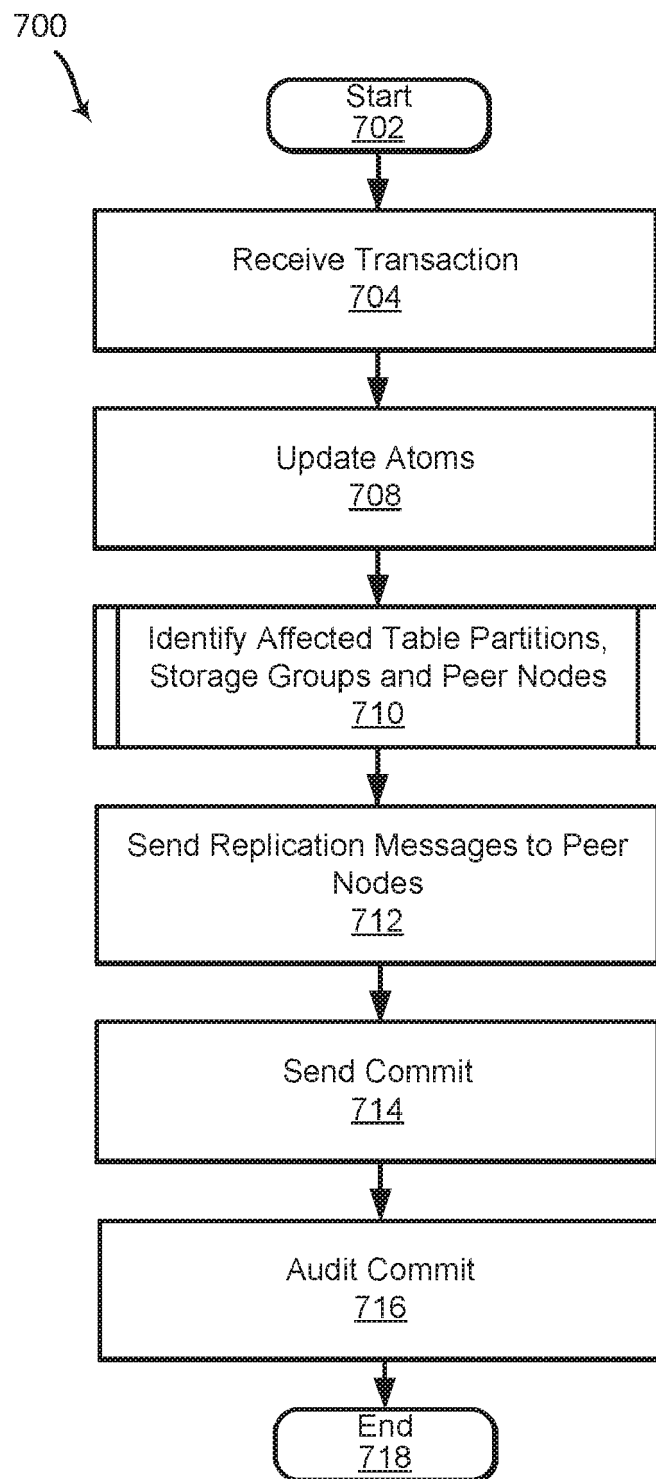 700
Start
702
Receive Transaction
704
Update Atoms
708
Identify Affected Table Partitions,
Storage Groups and Peer Nodes
710
Send Replication Messages to Peer
Nodes
712
Send Commit
714
Audit Commit
716
End
718